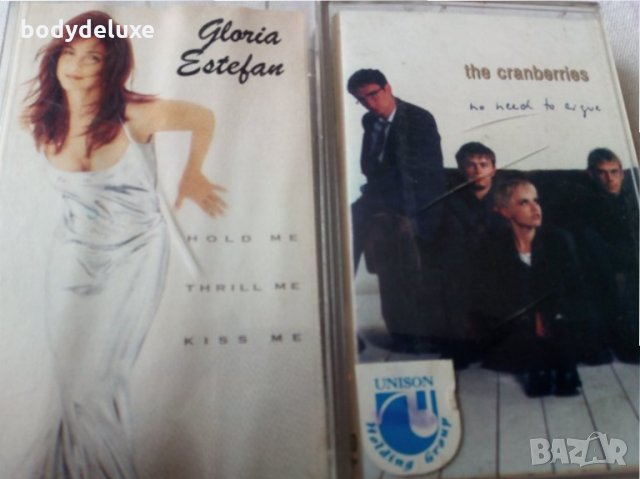 bodydeluxe
Gloria
Estefan
HOLD ME
THRILL ME
KISS ME
the cranberries
no need to argue
UNISON
Holding Group
BAZAR